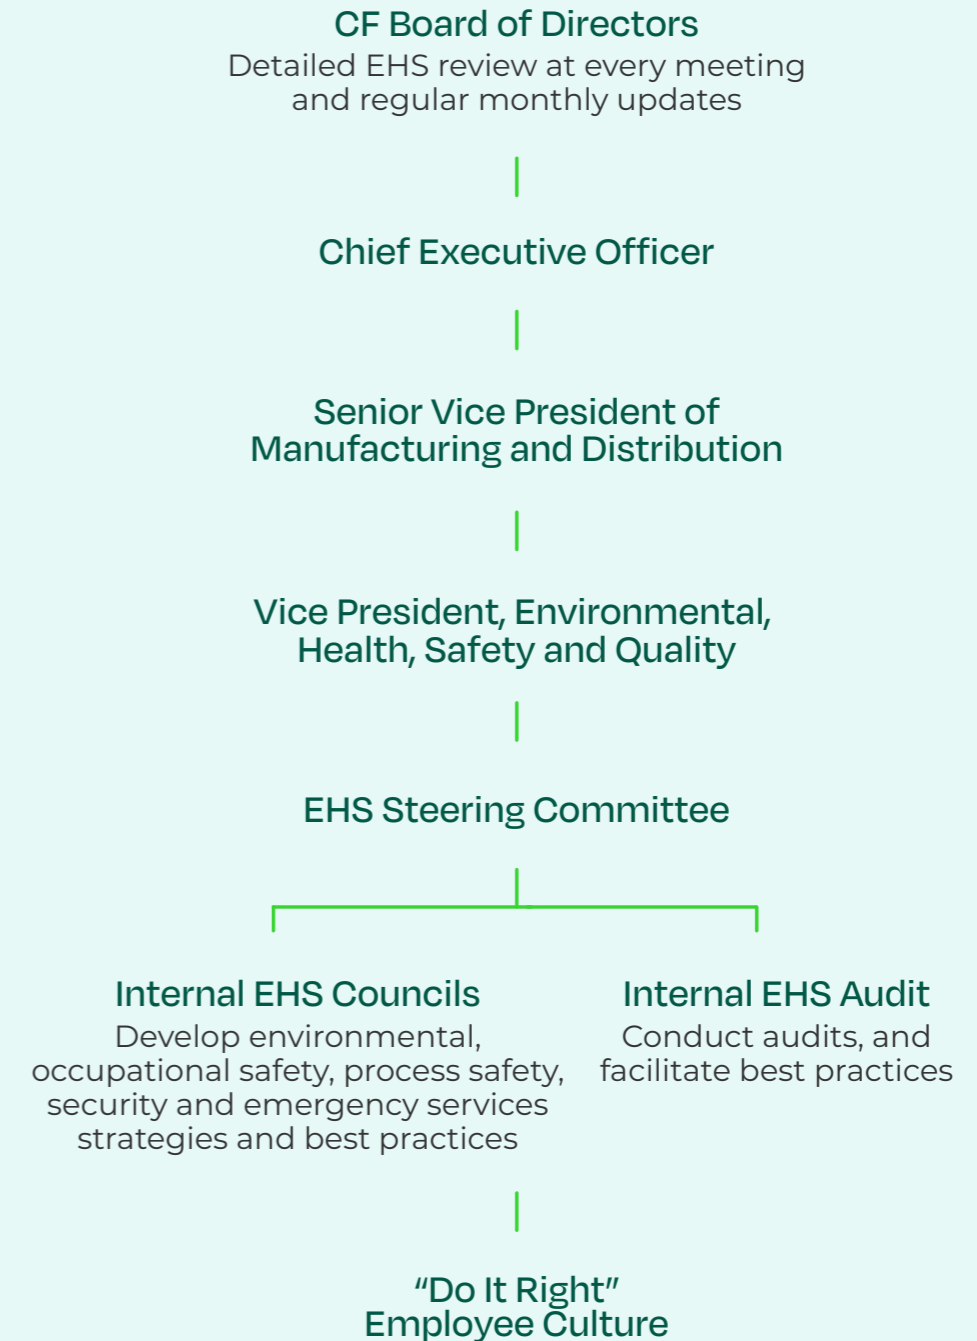 CF Board of Directors
Detailed EHS review at every meeting
and regular monthly updates
Chief Executive Officer
Senior Vice President of
Manufacturing and Distribution
Vice President, Environmental,
Health, Safety and Quality
EHS Steering Committee
Internal EHS Councils
Develop environmental,
occupational safety, process safety,
security and emergency services
strategies and best practices
Internal EHS Audit
Conduct audits, and
facilitate best practices
“Do It Right”
Employee Culture